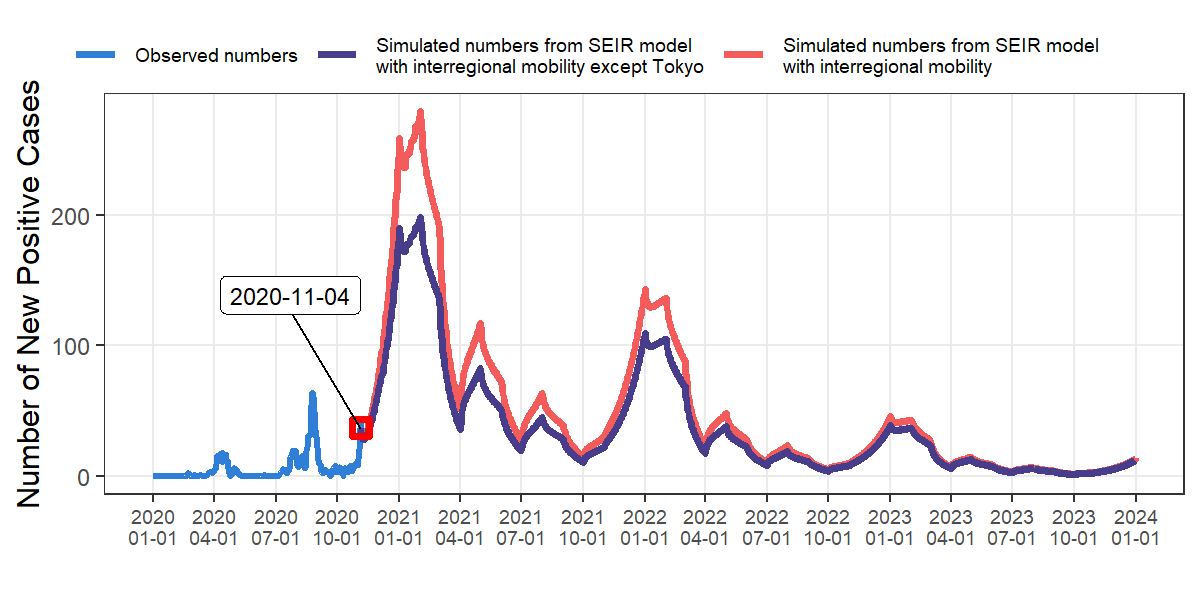 Observed numbers
Simulated numbers from SEIR model
with interregional mobility except Tokyo
Simulated numbers from SEIR model
with interregional mobility
Number of New Positive Cases
200
100
0
2020-11-04
2020 2020 2020 2020 2021 2021 2021 2021 2022 2022 2022 2022 2023 2023 2023 2023 2024
01-01 04-01 07-01 10-01 01-01 04-01 07-01 10-01 01-01 04-01 07-01 10-01 01-01 04-01 07-01 10-01 01-01